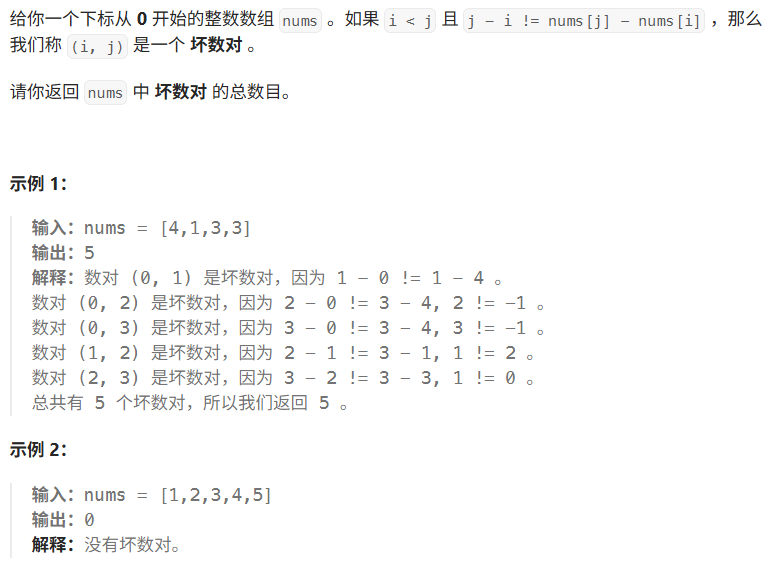 给你一个下标从 0 开始的整数数组 nums 。如果 i < j 且 j - i != nums[j] - nums[i] ，那么
我们称 (i, j) 是一个 坏数对 。
请你返回 nums 中 坏数对 的总数目。
示例 1：
输入：nums = [4,1,3,3]
输出：5
解释：数对 (0, 1) 是坏数对，因为 1 - 0 != 1 - 4 。
数对 (0, 2) 是坏数对，因为 2 - 0 != 3 - 4, 2 != -1 。
数对 (0, 3) 是坏数对，因为 3 - 0 != 3 - 4, 3 != -1 。
数对 (1, 2) 是坏数对，因为 2 - 1 != 3 - 1, 1 != 2 。
数对 (2, 3) 是坏数对，因为 3 - 2 != 3 - 3, 1 != 0 。
总共有 5 个坏数对，所以我们返回 5 。
示例 2：
输入：nums = [1,2,3,4,5]
输出：0
解释：没有坏数对。